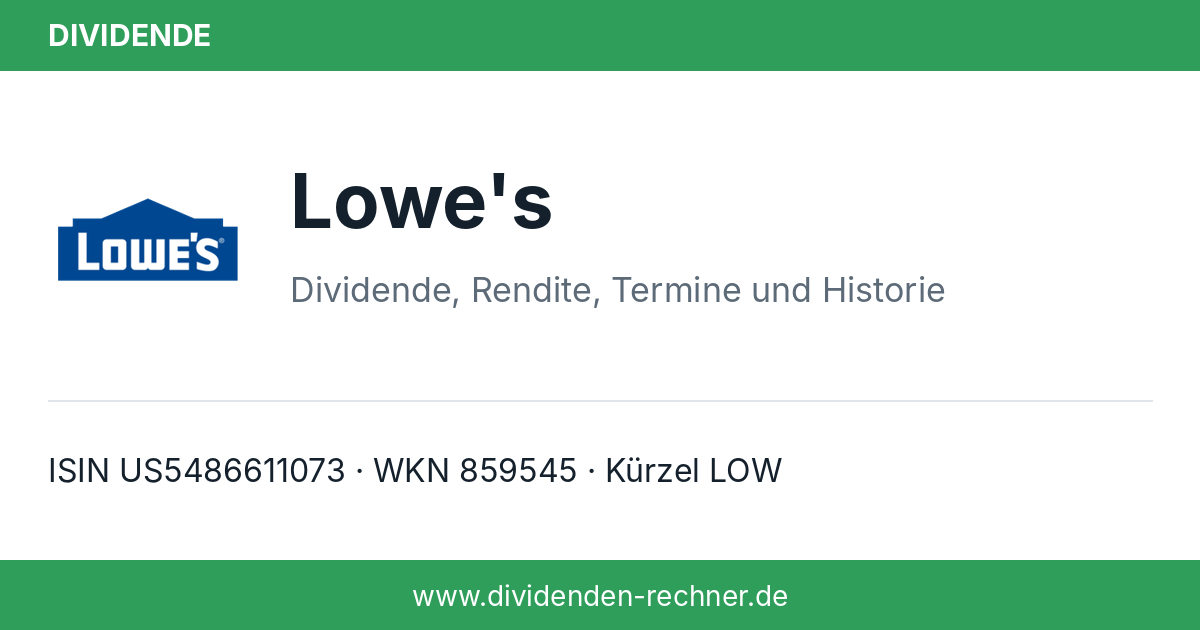 DIVIDENDE
Lowe's
LOWE'S®
Dividende, Rendite, Termine und Historie
ISIN US5486611073 · WKN 859545 · Kürzel LOW
www.dividenden-rechner.de